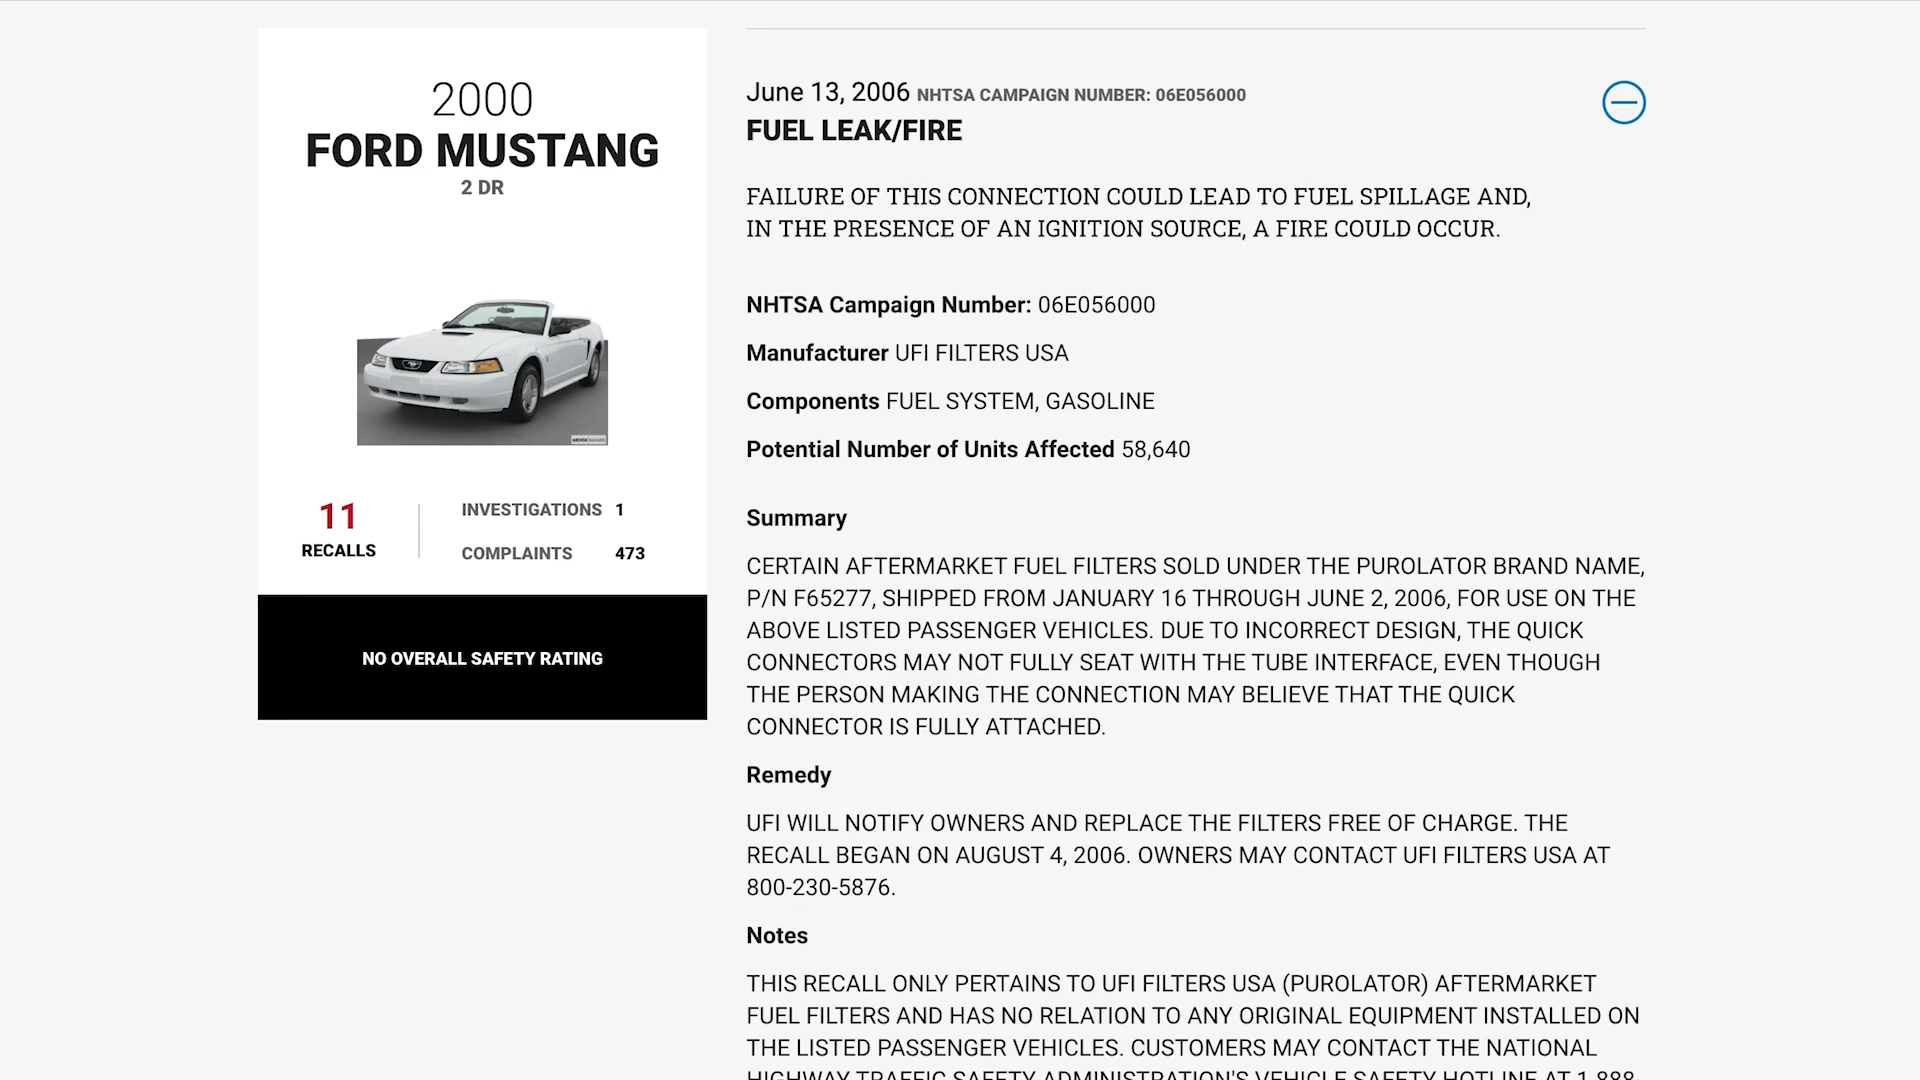 2000
FORD MUSTANG
2 DR
11
RECALLS
INVESTIGATIONS 1
COMPLAINTS 473
NO OVERALL SAFETY RATING
June 13, 2006 NHTSA CAMPAIGN NUMBER: 06E056000
FUEL LEAK/FIRE
FAILURE OF THIS CONNECTION COULD LEAD TO FUEL SPILLAGE AND,
IN THE PRESENCE OF AN IGNITION SOURCE, A FIRE COULD OCCUR.
NHTSA Campaign Number: 06E056000
Manufacturer UFI FILTERS USA
Components FUEL SYSTEM, GASOLINE
Potential Number of Units Affected 58,640
Summary
CERTAIN AFTERMARKET FUEL FILTERS SOLD UNDER THE PUROLATOR BRAND NAME,
P/N F65277, SHIPPED FROM JANUARY 16 THROUGH JUNE 2, 2006, FOR USE ON THE
ABOVE LISTED PASSENGER VEHICLES. DUE TO INCORRECT DESIGN, THE QUICK
CONNECTORS MAY NOT FULLY SEAT WITH THE TUBE INTERFACE, EVEN THOUGH
THE PERSON MAKING THE CONNECTION MAY BELIEVE THAT THE QUICK
CONNECTOR IS FULLY ATTACHED.
Remedy
UFI WILL NOTIFY OWNERS AND REPLACE THE FILTERS FREE OF CHARGE. THE
RECALL BEGAN ON AUGUST 4, 2006. OWNERS MAY CONTACT UFI FILTERS USA AT
800-230-5876.
Notes
THIS RECALL ONLY PERTAINS TO UFI FILTERS USA (PUROLATOR) AFTERMARKET
FUEL FILTERS AND HAS NO RELATION TO ANY ORIGINAL EQUIPMENT INSTALLED ON
THE LISTED PASSENGER VEHICLES. CUSTOMERS MAY CONTACT THE NATIONAL
HIGHWAY TRAFFIC SAFETY ADMINISTRATION'S VEHICLE SAFETY HOTLINE AT 1-888-